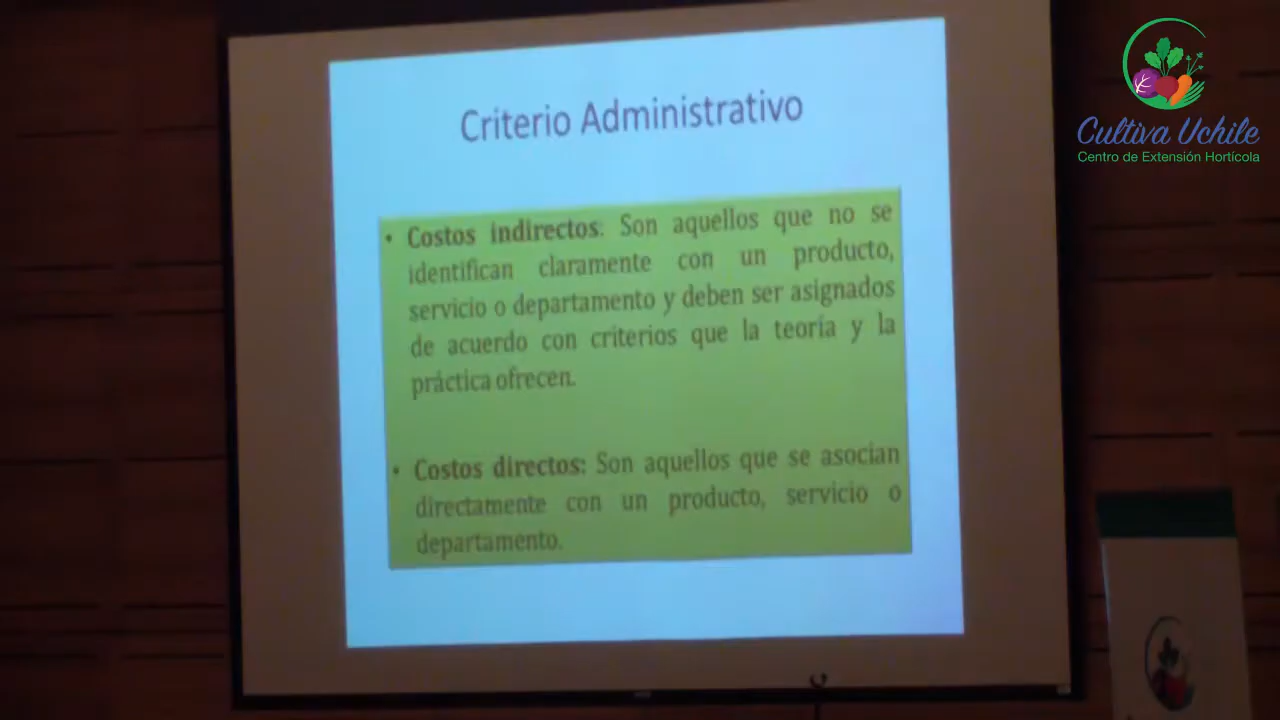 Criterio Administrativo
• Costos indirectos: Son aquellos que no se
identifican claramente con un producto,
servicio o departamento y deben ser asignados
de acuerdo con criterios que la teoría y la
práctica ofrecen.
• Costos directos: Son aquellos que se asocian
directamente con un producto, servicio o
departamento.
Cultiva Uchile
Centro de Extensión Hortícola